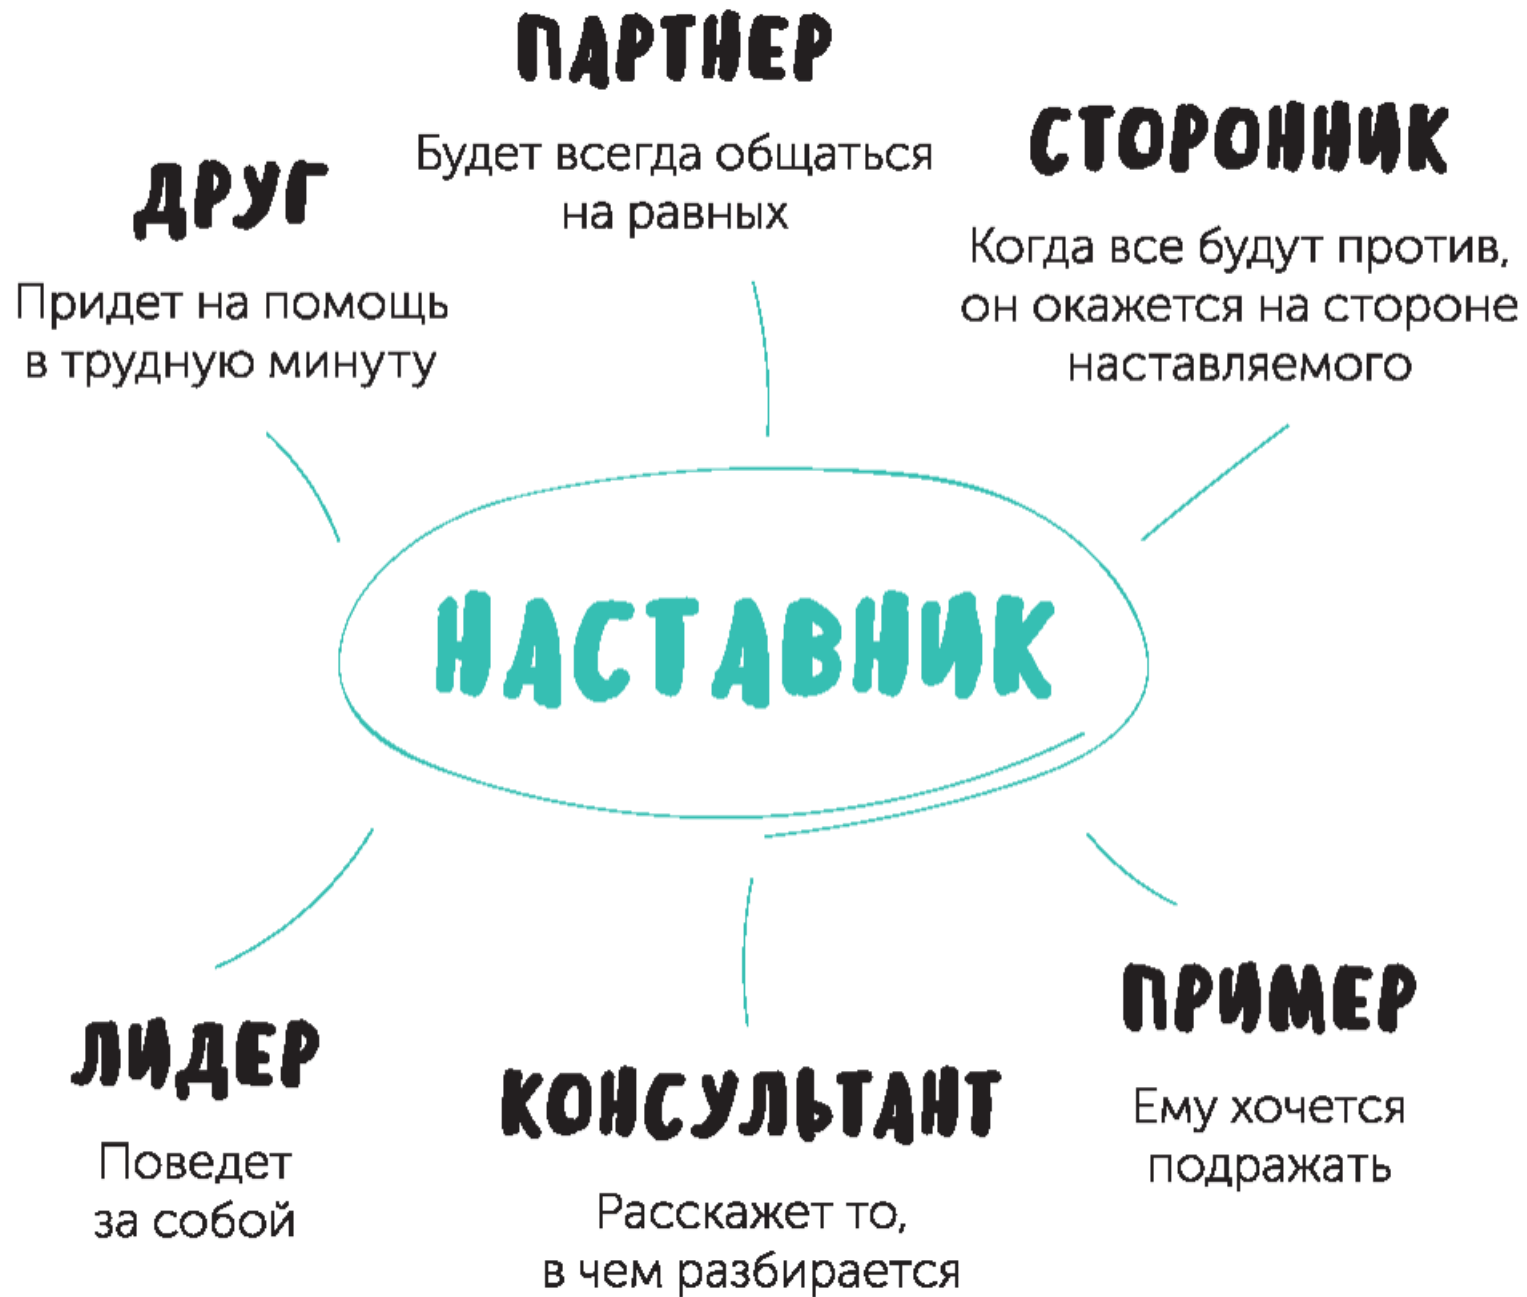 ПАРТНЕР
Будет всегда общаться
на равных
ДРУГ
Придет на помощь
в трудную минуту
СТОРОННИК
Когда все будут против,
он окажется на стороне
наставляемого
НАСТАВНИК
ЛИДЕР
Поведет
за собой
КОНСУЛЬТАНТ
Расскажет то,
в чем разбирается
ПРИМЕР
Ему хочется
подражать